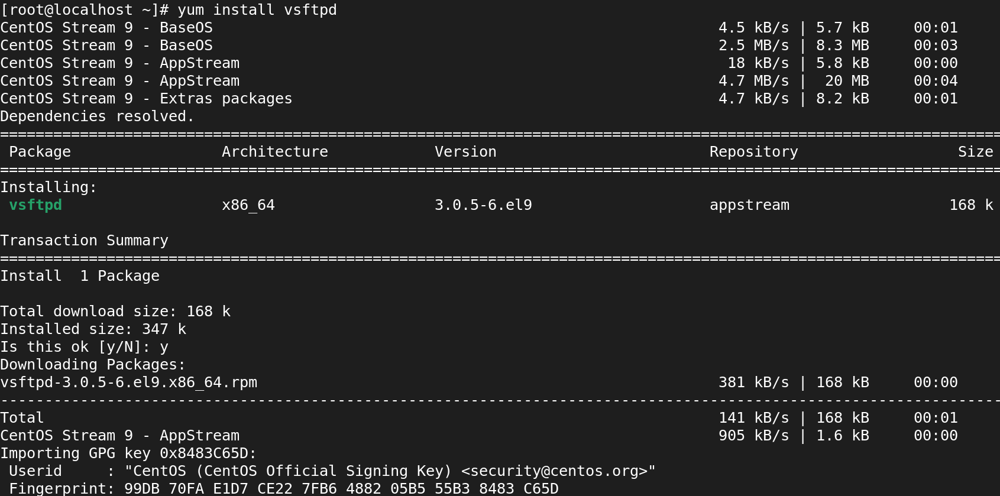 [root@localhost ~]# yum install vsftpd
CentOS Stream 9 - BaseOS                                                         4.5 kB/s | 5.7 kB     00:01
CentOS Stream 9 - BaseOS                                                         2.5 MB/s | 8.3 MB     00:03
CentOS Stream 9 - AppStream                                                       18 kB/s | 5.8 kB     00:00
CentOS Stream 9 - AppStream                                                      4.7 MB/s |  20 MB     00:04
CentOS Stream 9 - Extras packages                                                4.7 kB/s | 8.2 kB     00:01
Dependencies resolved.
=================================================================================================================
 Package                 Architecture            Version                        Repository                  Size
=================================================================================================================
Installing:
 vsftpd                  x86_64                  3.0.5-6.el9                    appstream                  168 k

Transaction Summary
=================================================================================================================
Install  1 Package

Total download size: 168 k
Installed size: 347 k
Is this ok [y/N]: y
Downloading Packages:
vsftpd-3.0.5-6.el9.x86_64.rpm                                                    381 kB/s | 168 kB     00:00
-----------------------------------------------------------------------------------------------------------------
Total                                                                            141 kB/s | 168 kB     00:01
CentOS Stream 9 - AppStream                                                      905 kB/s | 1.6 kB     00:00
Importing GPG key 0x8483C65D:
 Userid     : "CentOS (CentOS Official Signing Key) <security@centos.org>"
 Fingerprint: 99DB 70FA E1D7 CE22 7FB6 4882 05B5 55B3 8483 C65D